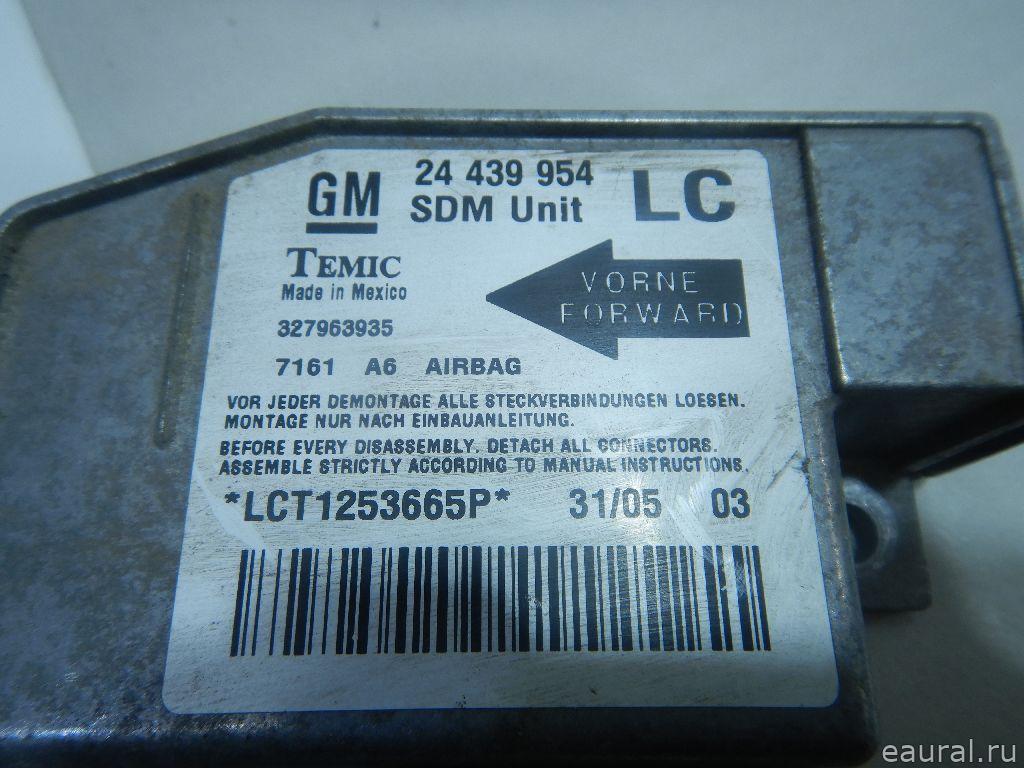 GM 24 439 954 LC
SDM Unit
TEMIC
Made in Mexico
VORNE
FORWARD
327963935
7161 A6 AIRBAG
VOR JEDER DEMONTAGE ALLE STECKVERBINDUNGEN LOESEN.
MONTAGE NUR NACH EINBAUANLEITUNG.
BEFORE EVERY DISASSEMBLY, DETACH ALL CONNECTORS.
ASSEMBLE STRICTLY ACCORDING TO MANUAL INSTRUCTIONS.
*LCT1253665P* 31/05 03
eaural.ru